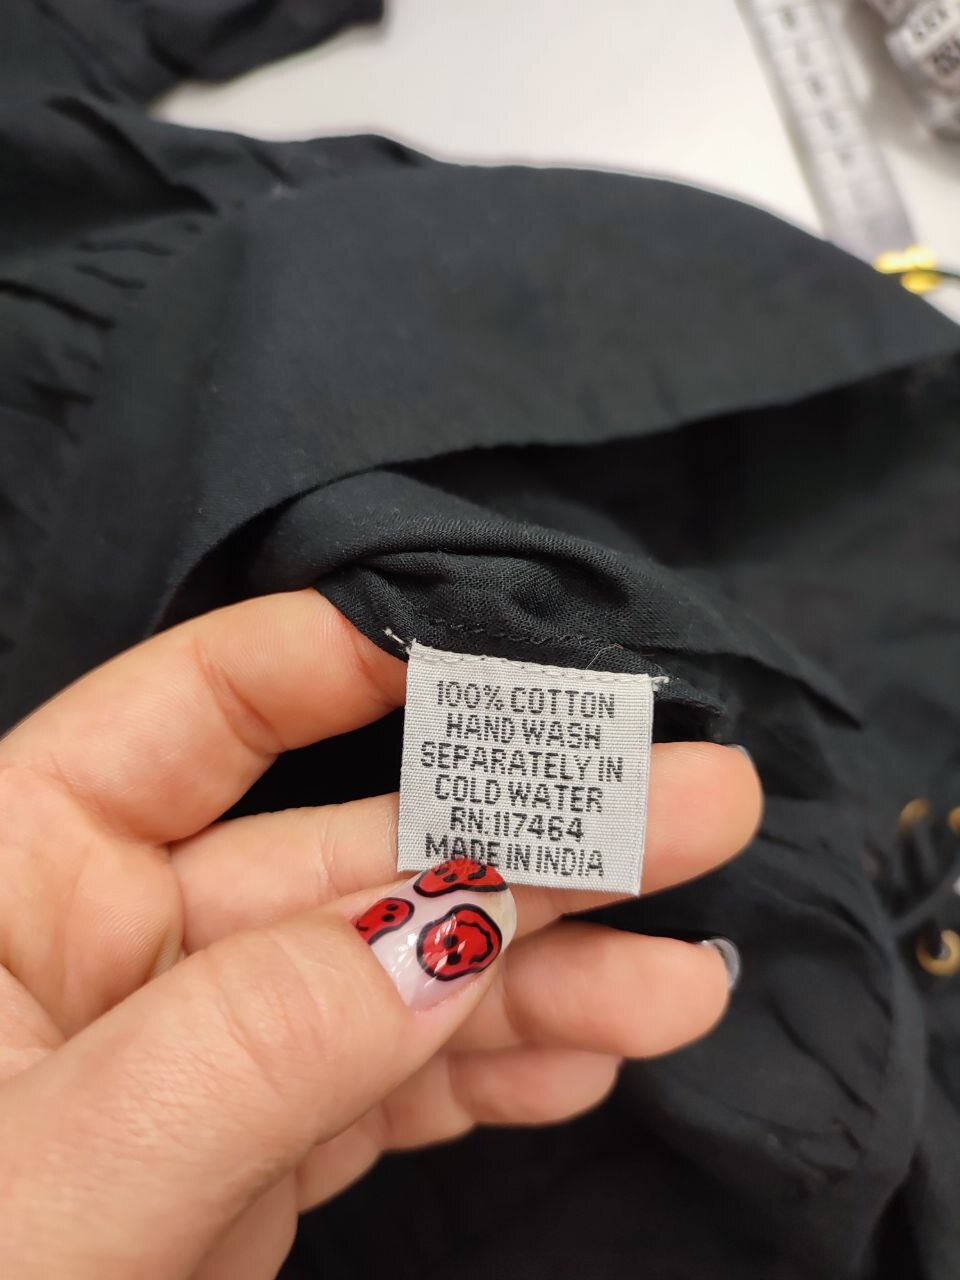 100% COTTON
HAND WASH
SEPARATELY IN
COLD WATER
RN:117464
MADE IN INDIA